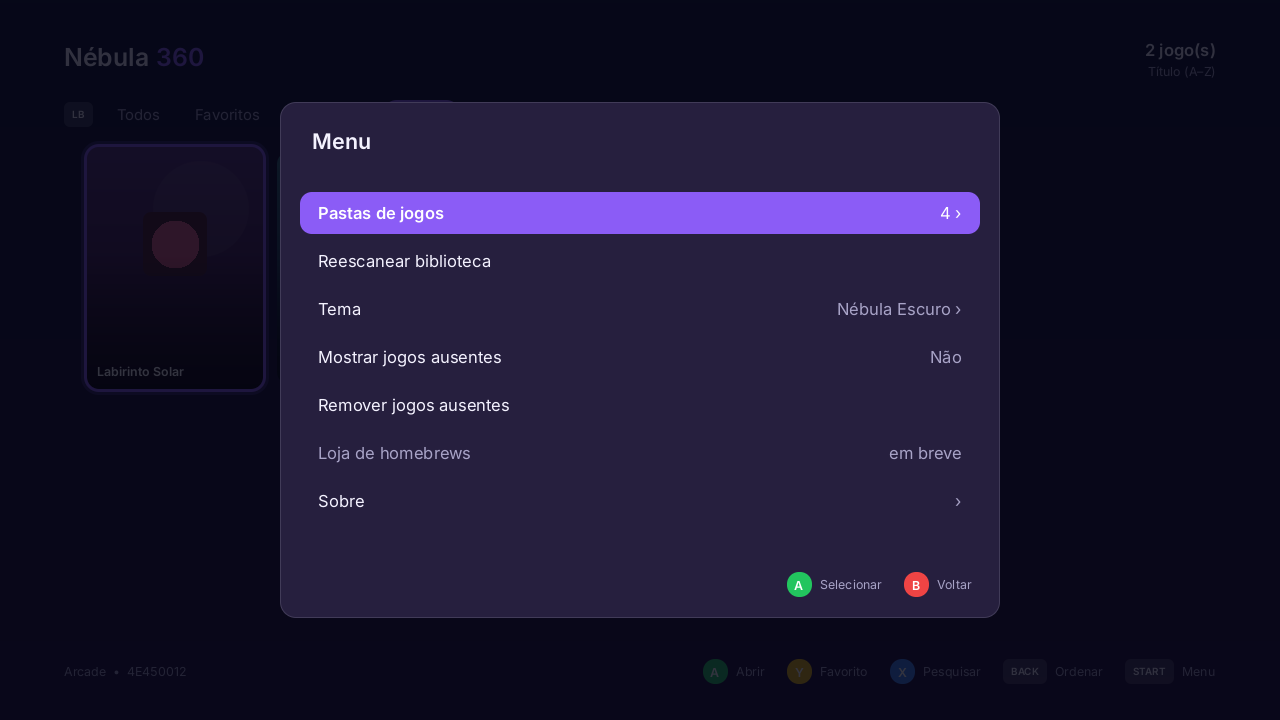 Nébula 360
2 jogo(s)
Título (A–Z)
LB Todos Favoritos
Menu
Pastas de jogos 4 ›
Reescanear biblioteca
Tema Nébula Escuro ›
Mostrar jogos ausentes Não
Remover jogos ausentes
Loja de homebrews em breve
Sobre ›
A Selecionar B Voltar
Labirinto Solar
Arcade • 4E450012
A Abrir Y Favorito X Pesquisar BACK Ordenar START Menu